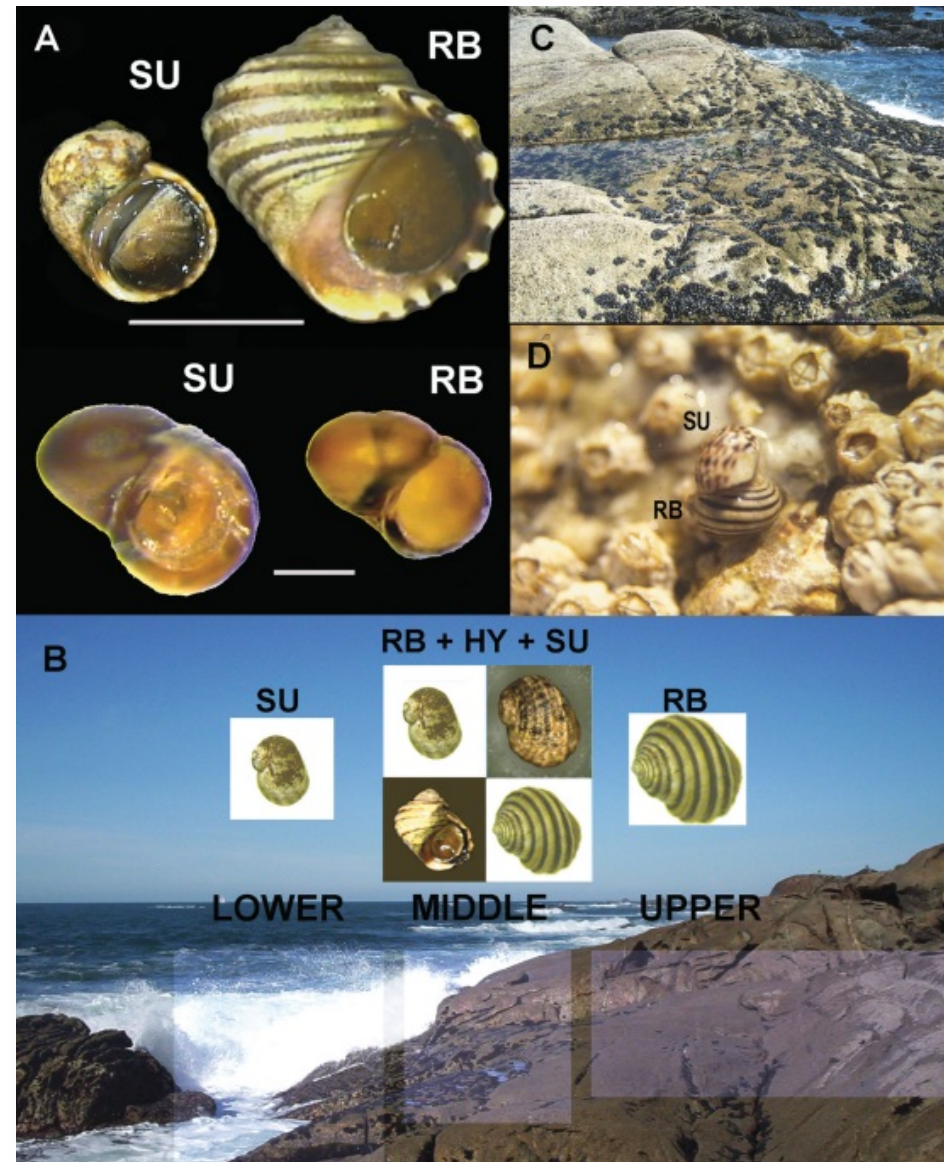 A
SU
RB
SU
RB
C
D
SU
RB
B
RB + HY + SU
SU
RB
LOWER
MIDDLE
UPPER